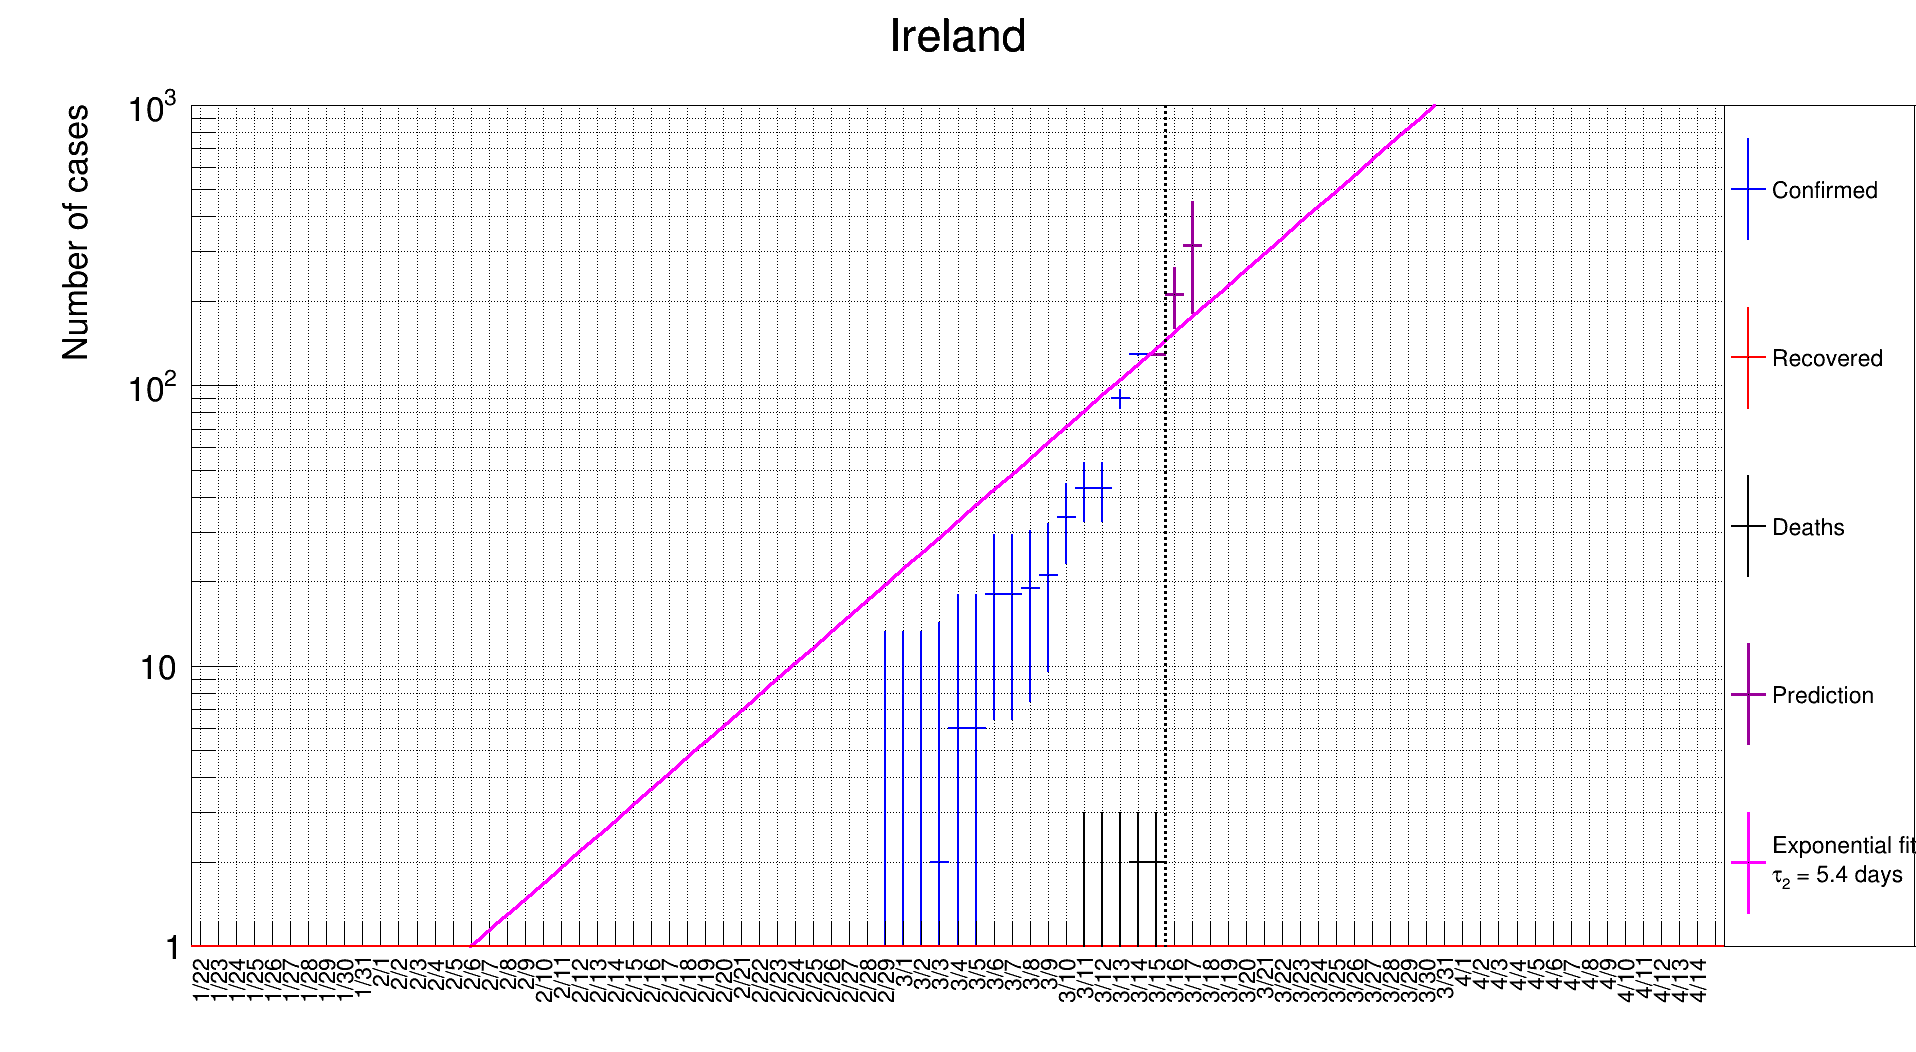 Ireland
Number of cases
10³
10²
10
1
1/22 1/23 1/24 1/25 1/26 1/27 1/28 1/29 1/30 1/31 2/1 2/2 2/3 2/4 2/5 2/6 2/7 2/8 2/9 2/10 2/11 2/12 2/13 2/14 2/15 2/16 2/17 2/18 2/19 2/20 2/21 2/22 2/23 2/24 2/25 2/26 2/27 2/28 2/29 3/1 3/2 3/3 3/4 3/5 3/6 3/7 3/8 3/9 3/10 3/11 3/12 3/13 3/14 3/15 3/16 3/17 3/18 3/19 3/20 3/21 3/22 3/23 3/24 3/25 3/26 3/27 3/28 3/29 3/30 3/31 4/1 4/2 4/3 4/4 4/5 4/6 4/7 4/8 4/9 4/10 4/11 4/12 4/13 4/14
Confirmed
Recovered
Deaths
Prediction
Exponential fit
τ₂ = 5.4 days